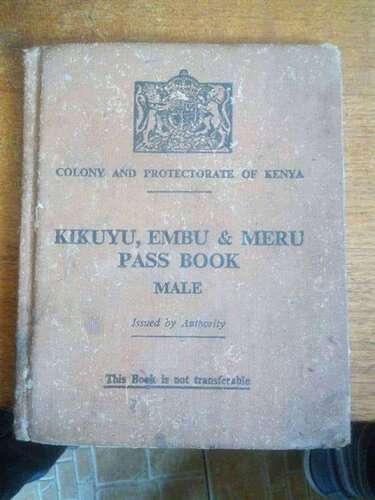 COLONY AND PROTECTORATE OF KENYA
KIKUYU, EMBU & MERU
PASS BOOK
MALE
Issued by Authority
This Book is not transferable